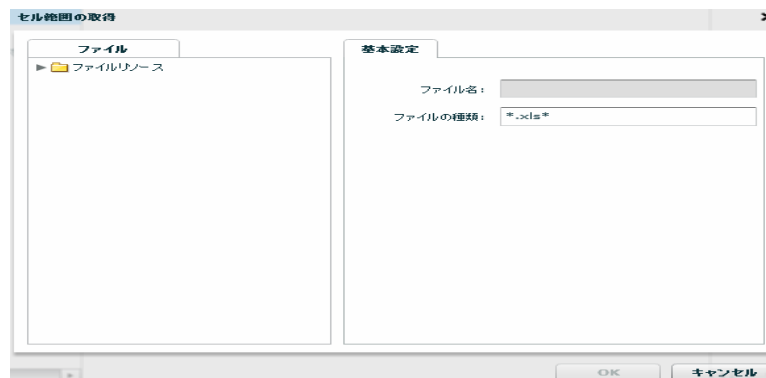 セル範囲の取得
ファイル
ファイルリソース
基本設定
ファイル名:
ファイルの種類: *.xls*
OK
キャンセル